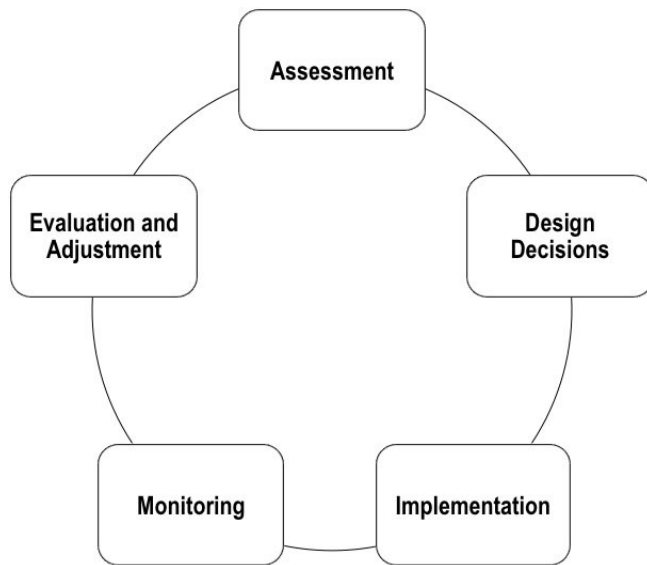 Assessment
Design
Decisions
Implementation
Monitoring
Evaluation and
Adjustment